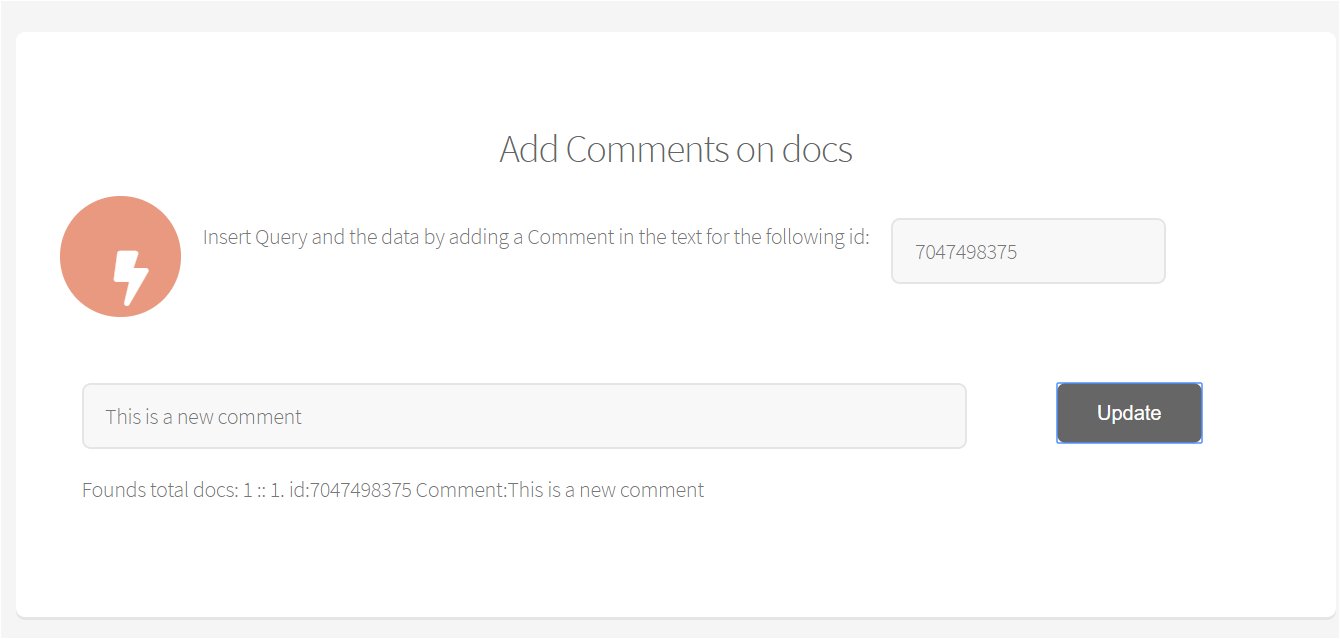 Add Comments on docs
Insert Query and the data by adding a Comment in the text for the following id:
7047498375
This is a new comment
Update
Founds total docs: 1 :: 1. id:7047498375 Comment:This is a new comment